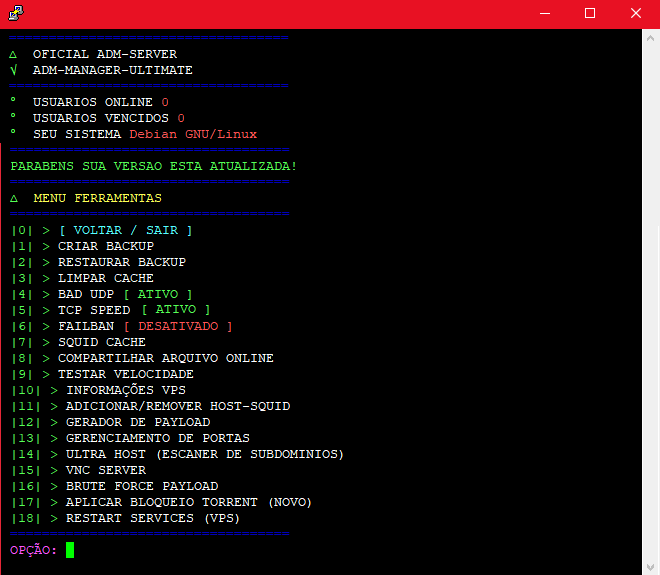 ===================================
∆ OFICIAL ADM-SERVER
√ ADM-MANAGER-ULTIMATE
===================================
° USUARIOS ONLINE 0
° USUARIOS VENCIDOS 0
° SEU SISTEMA Debian GNU/Linux
PARABENS SUA VERSAO ESTA ATUALIZADA!
∆ MENU FERRAMENTAS
|0| > [ VOLTAR / SAIR ]
|1| > CRIAR BACKUP
|2| > RESTAURAR BACKUP
|3| > LIMPAR CACHE
|4| > BAD UDP [ ATIVO ]
|5| > TCP SPEED [ ATIVO ]
|6| > FAILBAN [ DESATIVADO ]
|7| > SQUID CACHE
|8| > COMPARTILHAR ARQUIVO ONLINE
|9| > TESTAR VELOCIDADE
|10| > INFORMAÇÕES VPS
|11| > ADICIONAR/REMOVER HOST-SQUID
|12| > GERADOR DE PAYLOAD
|13| > GERENCIAMENTO DE PORTAS
|14| > ULTRA HOST (ESCANER DE SUBDOMINIOS)
|15| > VNC SERVER
|16| > BRUTE FORCE PAYLOAD
|17| > APLICAR BLOQUEIO TORRENT (NOVO)
|18| > RESTART SERVICES (VPS)
OPÇÃO: